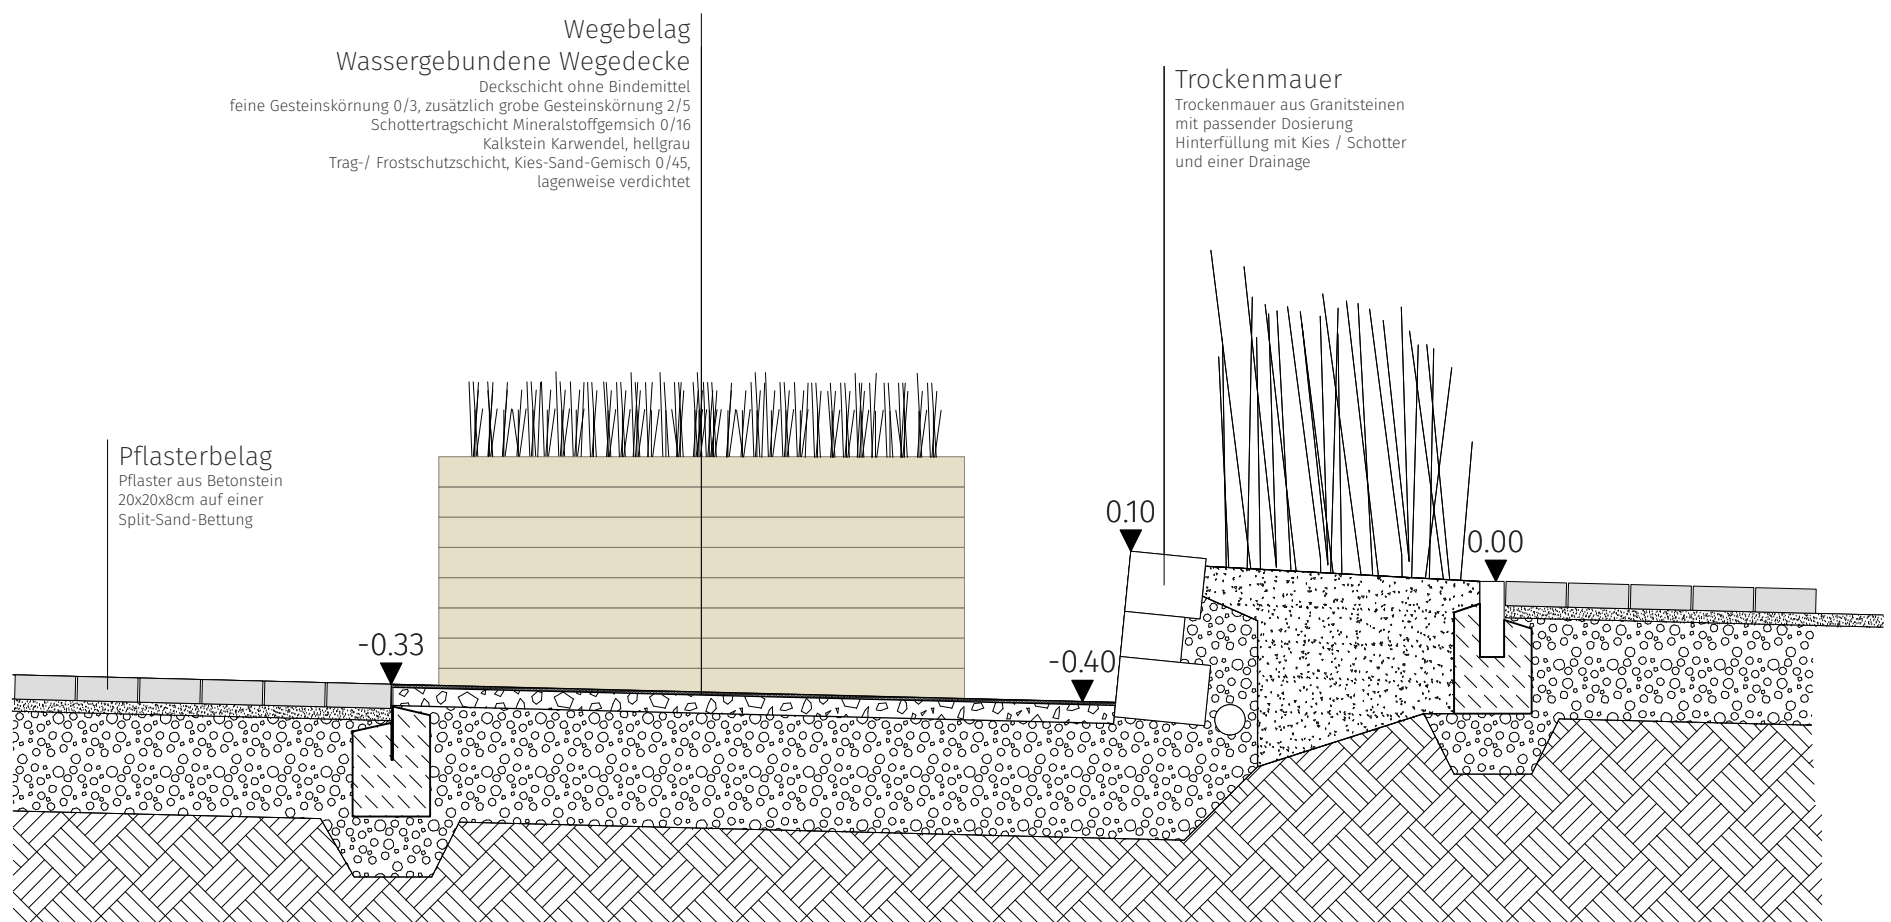 Wegebelag
Wassergebundene Wegedecke
Deckschicht ohne Bindemittel
feine Gesteinskörnung 0/3, zusätzlich grobe Gesteinskörnung 2/5
Schottertragschicht Mineralstoffgemsich 0/16
Kalkstein Karwendel, hellgrau
Trag-/ Frostschutzschicht, Kies-Sand-Gemisch 0/45,
lagenweise verdichtet
Trockenmauer
Trockenmauer aus Granitsteinen
mit passender Dosierung
Hinterfüllung mit Kies / Schotter
und einer Drainage
Pflasterbelag
Pflaster aus Betonstein
20x20x8cm auf einer
Split-Sand-Bettung
0.10
0.00
-0.33
-0.40